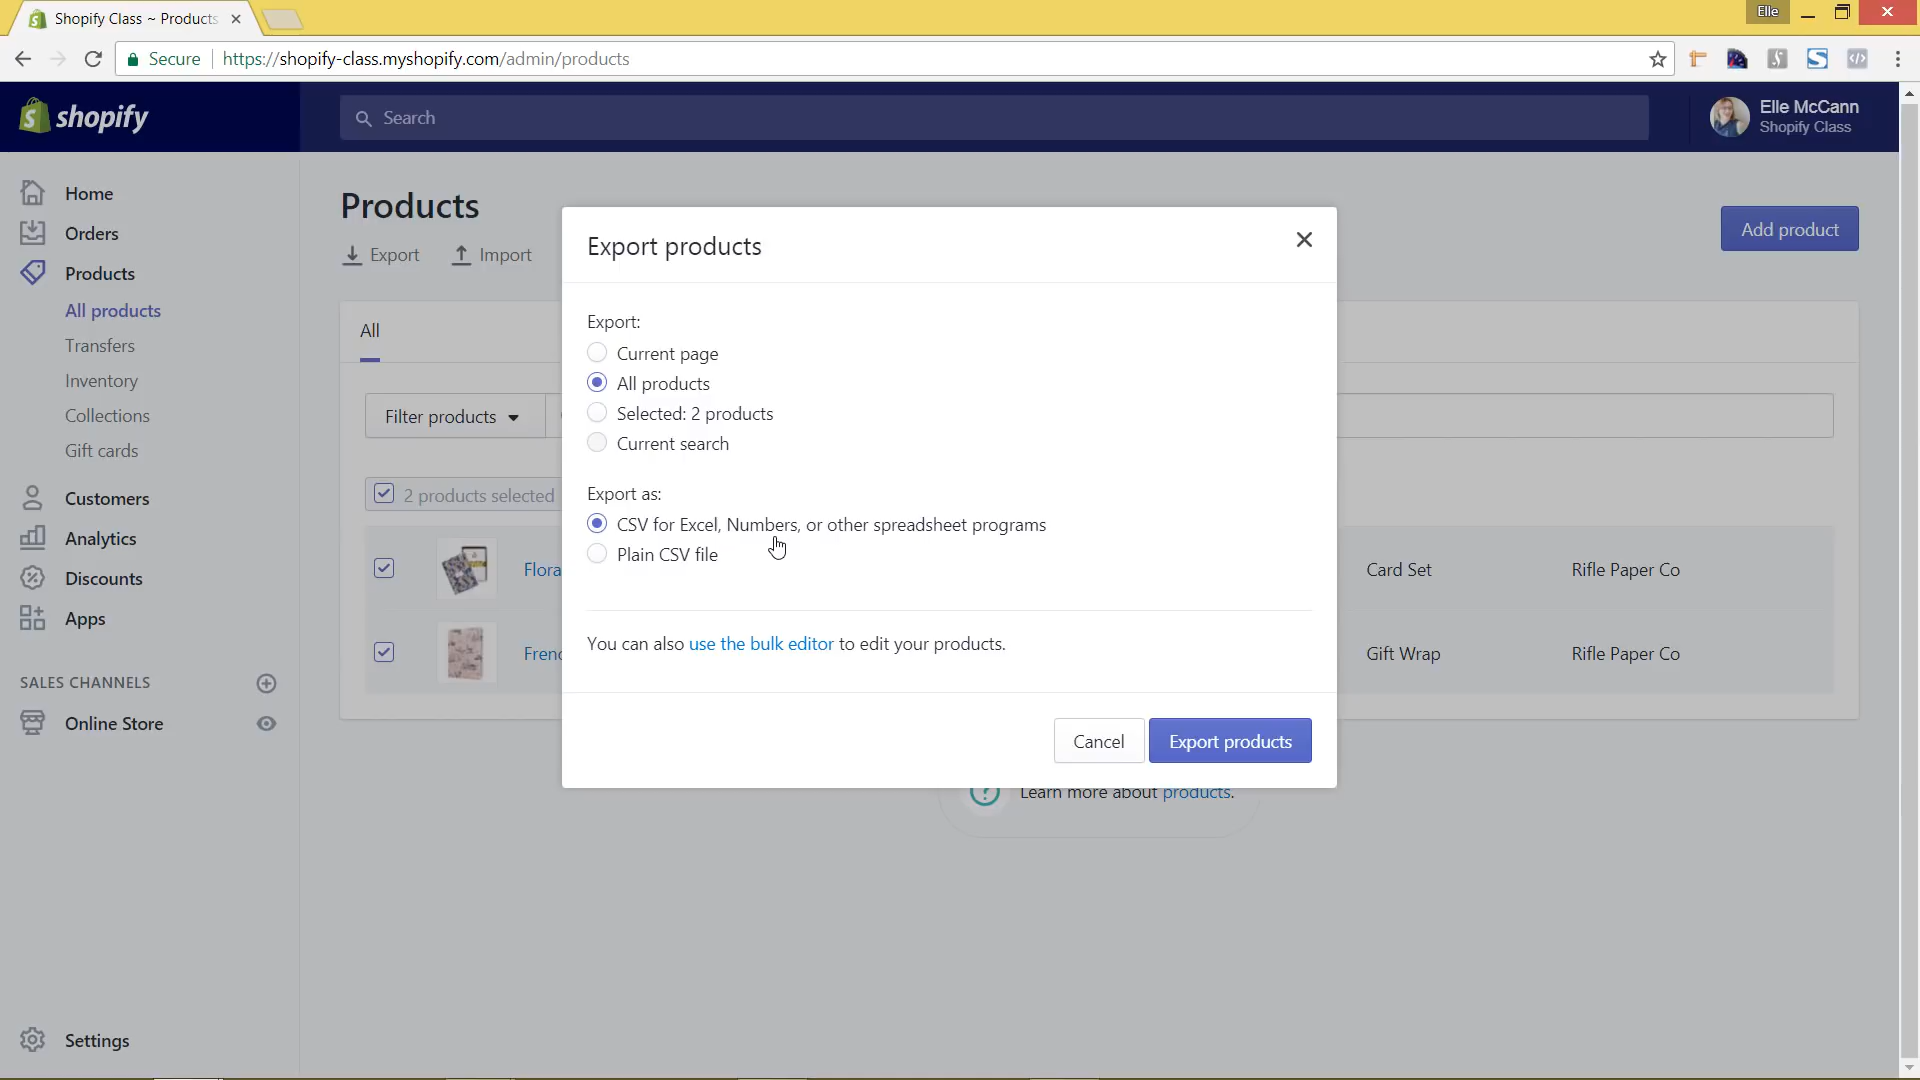 Shopify Class ~ Products
Elle
Secure
https://shopify-class.myshopify.com/admin/products
shopify
Search
Elle McCann
Shopify Class
Home
Orders
Products
All products
Transfers
Inventory
Collections
Gift cards
Customers
Analytics
Discounts
Apps
SALES CHANNELS
Online Store
Settings
Products
Export
Import
Add product
All
Filter products
2 products selected
Flora
Card Set
Rifle Paper Co
Frenc
Gift Wrap
Rifle Paper Co
Export products
Export:
Current page
All products
Selected: 2 products
Current search
Export as:
CSV for Excel, Numbers, or other spreadsheet programs
Plain CSV file
You can also use the bulk editor to edit your products.
Cancel
Export products
Learn more about products.